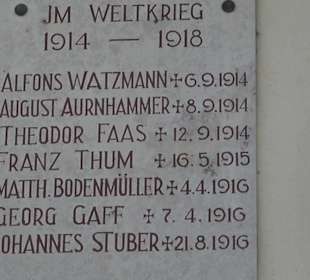 JM WELTKRIEG
1914 — 1918
ALFONS WATZMANN + 6.9.1914
AUGUST AURNHAMMER + 8.9.1914
THEODOR FAAS + 12.9.1914
FRANZ THUM + 16.5.1915
MATTH. BODENMÜLLER + 4.4.1916
GEORG GAFF + 7.4.1916
JOHANNES STUBER + 21.8.1916